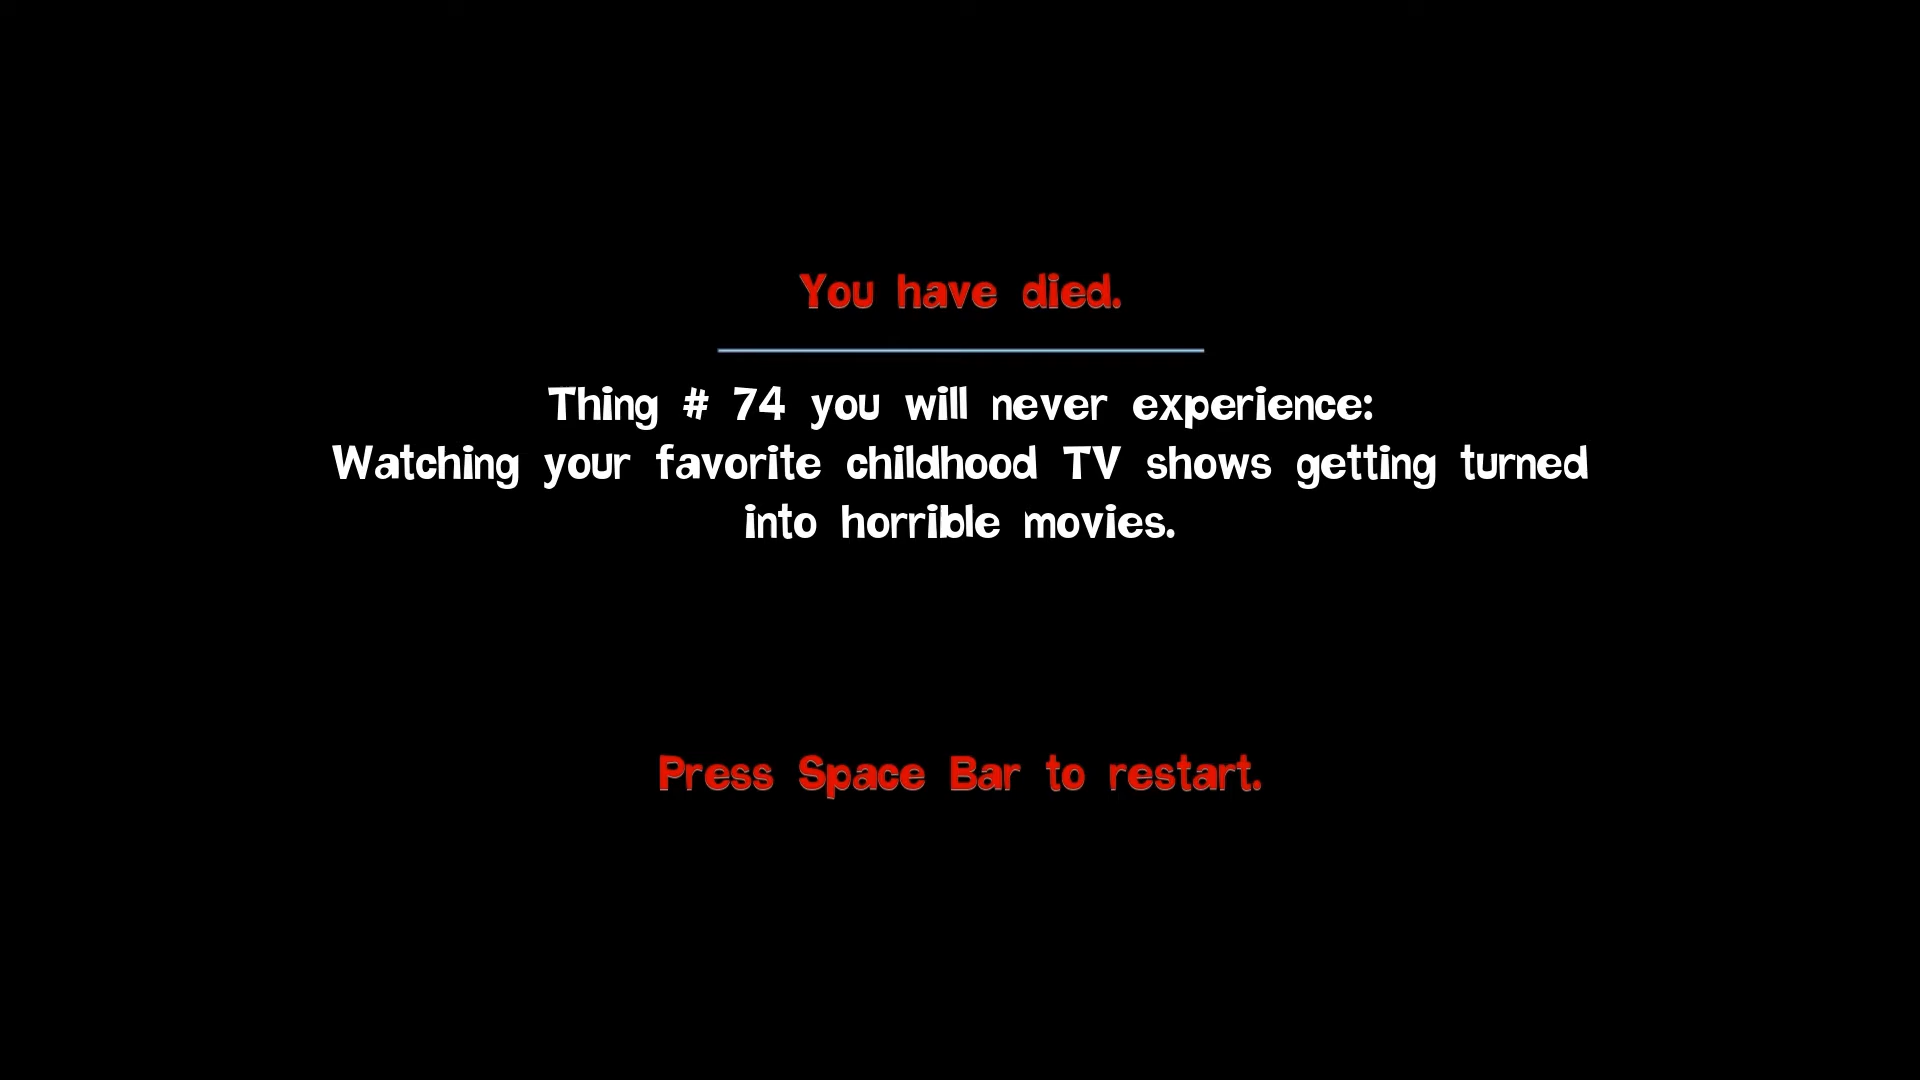 You have died.
Thing # 74 you will never experience:
Watching your favorite childhood TV shows getting turned
into horrible movies.
Press Space Bar to restart.